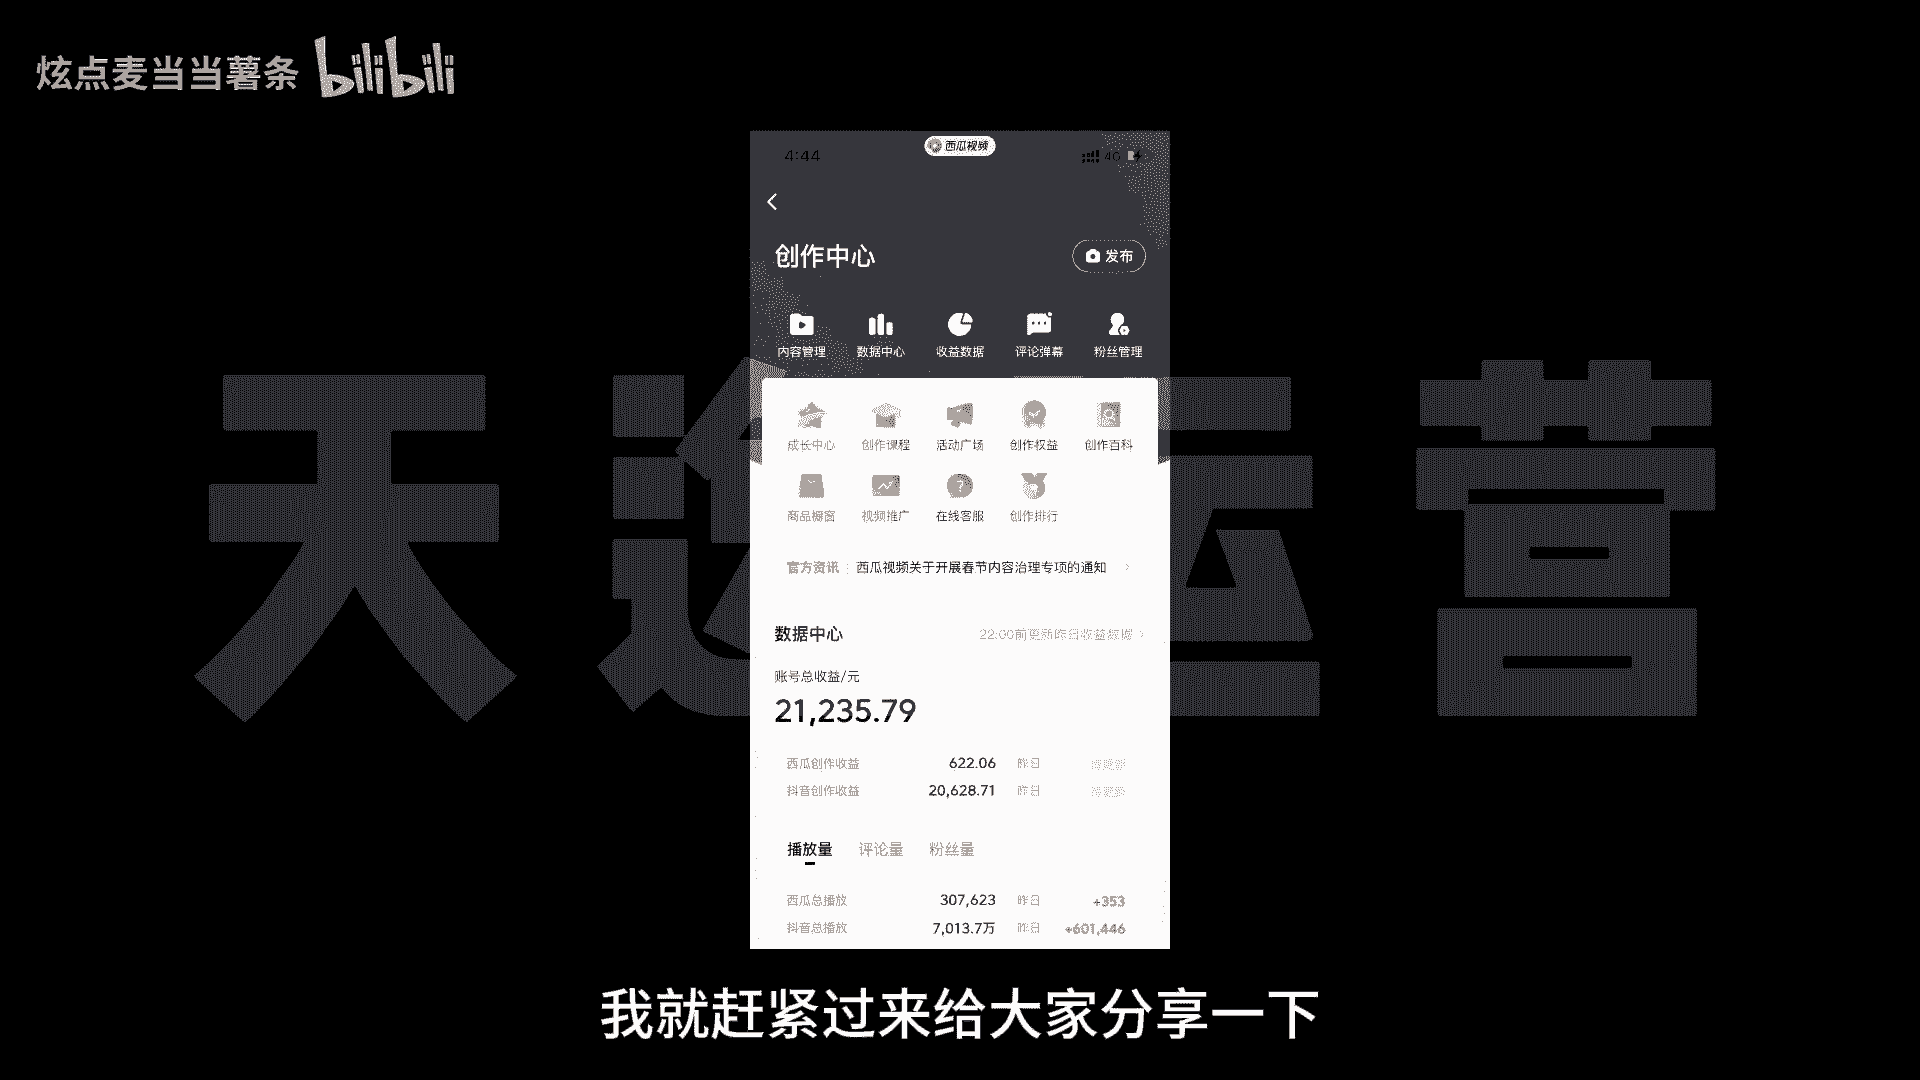 炫点麦当当薯条 bilibili
4:44 西瓜视频 4G
创作中心 发布
内容管理 数据中心 收益数据 评论弹幕 粉丝管理
天选运营
成长中心 创作课程 活动广场 创作权益 创作百科
商品橱窗 视频推广 在线客服 创作排行
官方资讯 西瓜视频关于开展春节内容治理专项的通知
数据中心 22:00前更新昨日收益数据
账号总收益/元
21,235.79
西瓜创作收益 622.06 昨日 待更新
抖音创作收益 20,628.71 昨日 待更新
播放量 评论量 粉丝量
西瓜总播放 307,623 昨日 +353
抖音总播放 7,013.7万 昨日 +601,446
我就赶紧过来给大家分享一下